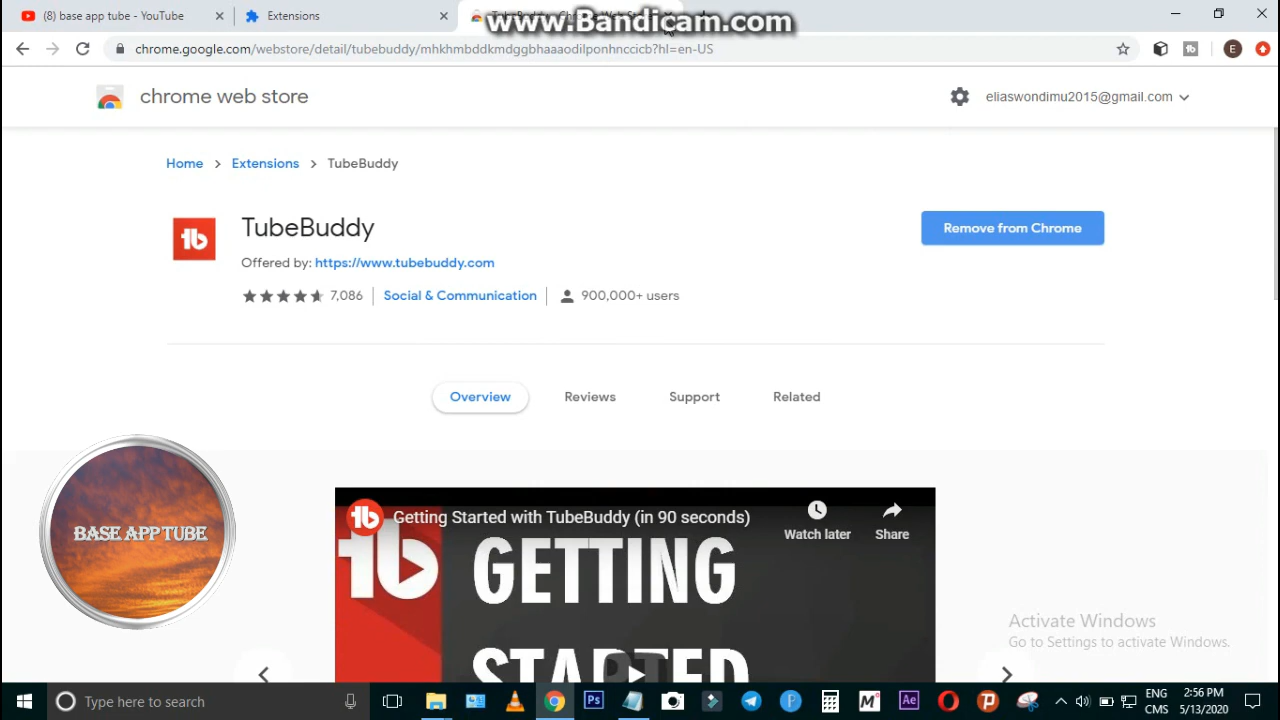 (8) base app tube - YouTube
Extensions
www.Bandicam.com
chrome.google.com/webstore/detail/tubebuddy/mhkhmbddkmdggbhaaaodilponhnccicb?hl=en-US
E
chrome web store
eliaswondimu2015@gmail.com
Home > Extensions > TubeBuddy
TubeBuddy
Remove from Chrome
Offered by: https://www.tubebuddy.com
7,086
Social & Communication
900,000+ users
Overview
Reviews
Support
Related
BASE APP TUBE
Getting Started with TubeBuddy (in 90 seconds)
Watch later
Share
GETTING
STARTED
Activate Windows
Go to Settings to activate Windows.
Type here to search
Ps
Ae
ENG
CMS
2:56 PM
5/13/2020